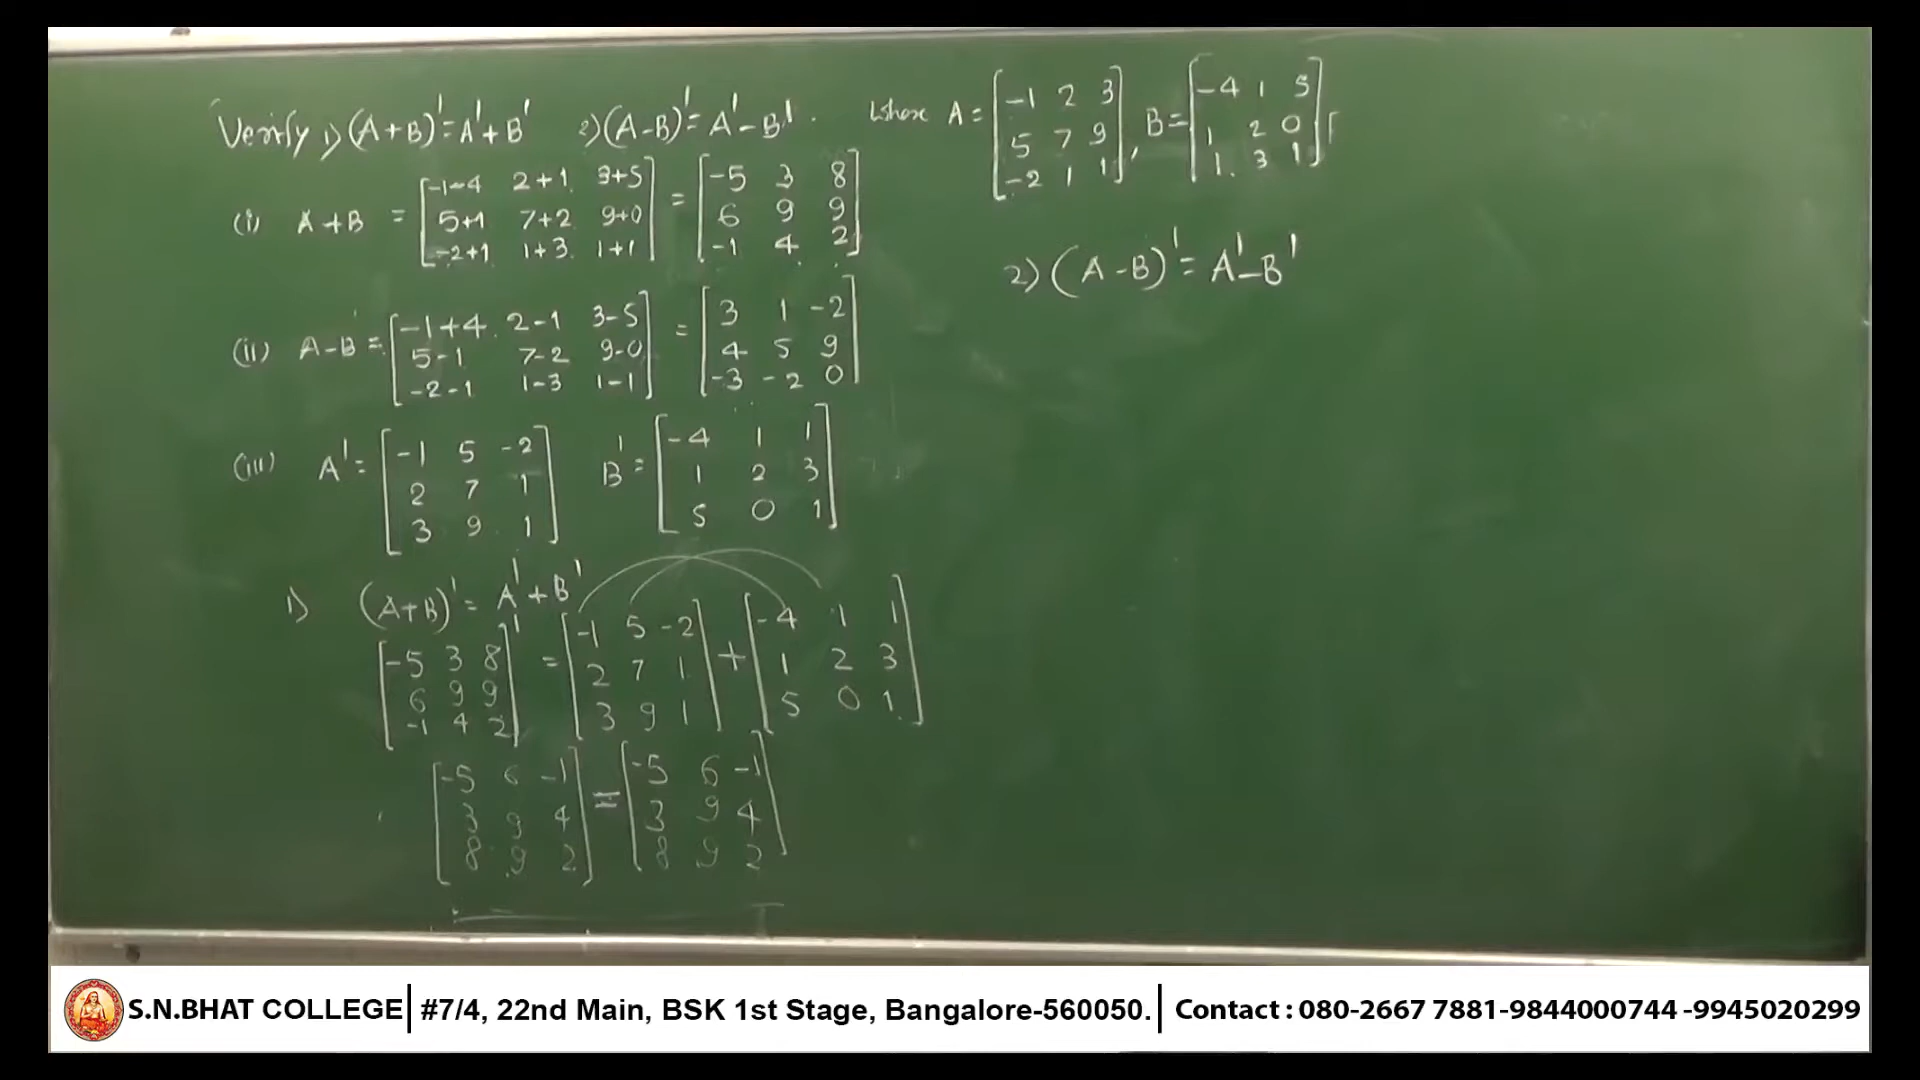 Verify 1) (A+B)' = A' + B' 2) (A-B)' = A' - B'. Where A = [-1 2 3; 5 7 9; -2 1 1], B = [-4 1 5; 1 2 0; 1 3 1]
(i) A+B = [-1-4 2+1 3+5; 5+1 7+2 9+0; -2+1 1+3 1+1] = [-5 3 8; 6 9 9; -1 4 2]
(ii) A-B = [-1+4 2-1 3-5; 5-1 7-2 9-0; -2-1 1-3 1-1] = [3 1 -2; 4 5 9; -3 -2 0]
(iii) A' = [-1 5 -2; 2 7 1; 3 9 1] B' = [-4 1 1; 1 2 3; 5 0 1]
1) (A+B)' = A' + B'
[-5 3 8; 6 9 9; -1 4 2]' = [-1 5 -2; 2 7 1; 3 9 1] + [-4 1 1; 1 2 3; 5 0 1]
[-5 6 -1; 3 9 4; 8 9 2] = [-5 6 -1; 3 9 4; 8 9 2]
2) (A-B)' = A' - B'
S.N.BHAT COLLEGE | #7/4, 22nd Main, BSK 1st Stage, Bangalore-560050. | Contact : 080-2667 7881-9844000744 -9945020299